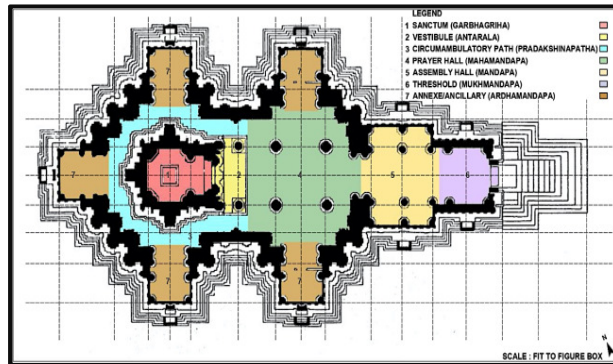 LEGEND
1 SANCTUM (GARBHAGRIHA)
2 VESTIBULE (ANTARALA)
3 CIRCUMAMBULATORY PATH (PRADAKSHINAPATHA)
4 PRAYER HALL (MAHAMANDAPA)
5 ASSEMBLY HALL (MANDAPA)
6 THRESHOLD (MUKHMANDAPA)
7 ANNEXE/ANCILLARY (ARDHAMANDAPA)
7 7
7 1 2 4 5 6
7 7
SCALE : FIT TO FIGURE BOX